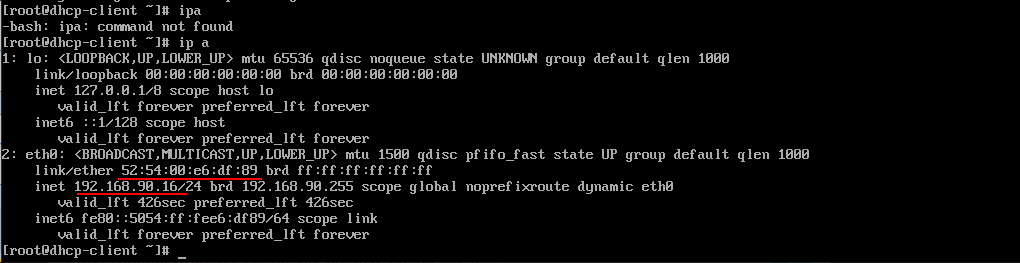 [root@dhcp-client ~]# ipa
-bash: ipa: command not found
[root@dhcp-client ~]# ip a
1: lo: <LOOPBACK,UP,LOWER_UP> mtu 65536 qdisc noqueue state UNKNOWN group default qlen 1000
    link/loopback 00:00:00:00:00:00 brd 00:00:00:00:00:00
    inet 127.0.0.1/8 scope host lo
       valid_lft forever preferred_lft forever
    inet6 ::1/128 scope host
       valid_lft forever preferred_lft forever
2: eth0: <BROADCAST,MULTICAST,UP,LOWER_UP> mtu 1500 qdisc pfifo_fast state UP group default qlen 1000
    link/ether 52:54:00:e6:df:89 brd ff:ff:ff:ff:ff:ff
    inet 192.168.90.16/24 brd 192.168.90.255 scope global noprefixroute dynamic eth0
       valid_lft 426sec preferred_lft 426sec
    inet6 fe80::5054:ff:fee6:df89/64 scope link
       valid_lft forever preferred_lft forever
[root@dhcp-client ~]# _